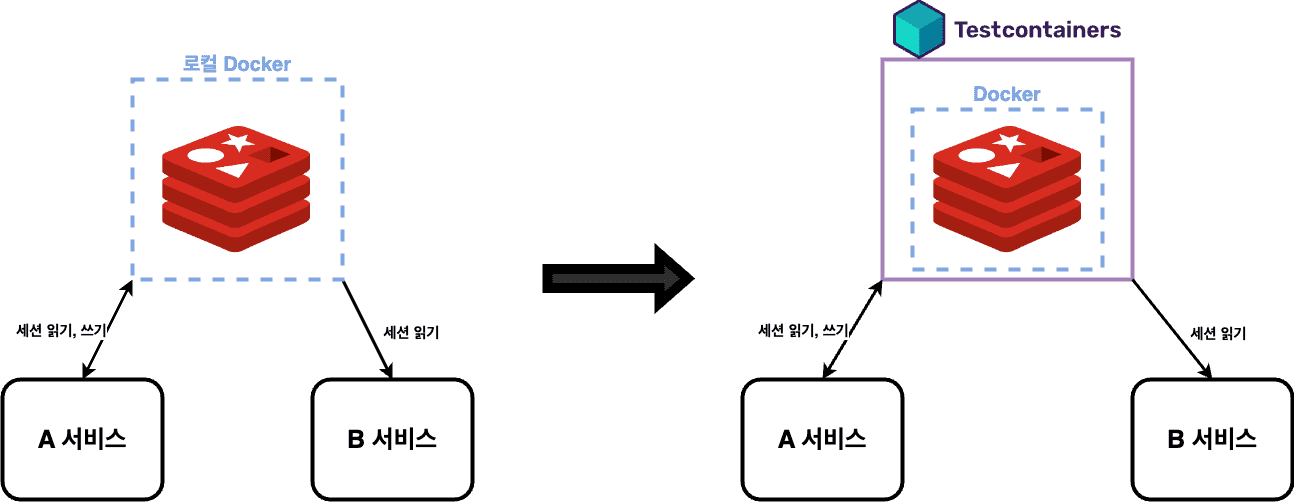 로컬 Docker
세션 읽기, 쓰기
세션 읽기
A 서비스
B 서비스
Testcontainers
Docker
세션 읽기, 쓰기
세션 읽기
A 서비스
B 서비스